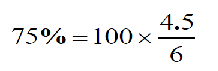 75% = 100 × 4.5/6